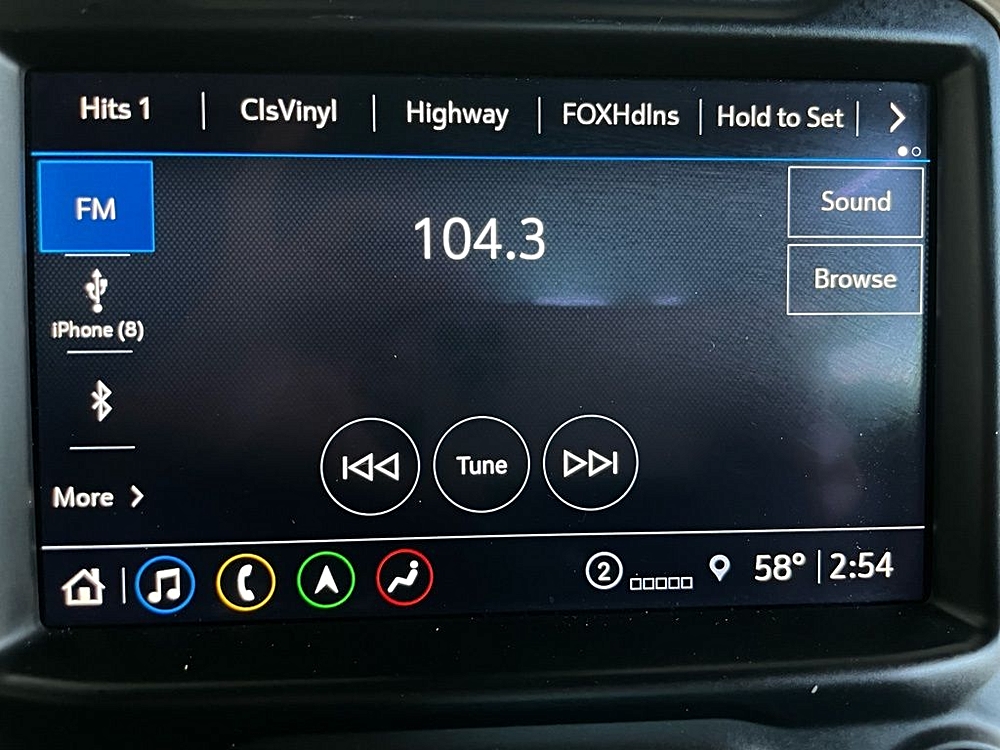 Hits 1 | ClsVinyl | Highway | FOXHdlns | Hold to Set |
FM
104.3
Sound
Browse
iPhone (8)
Tune
More
2
58° | 2:54